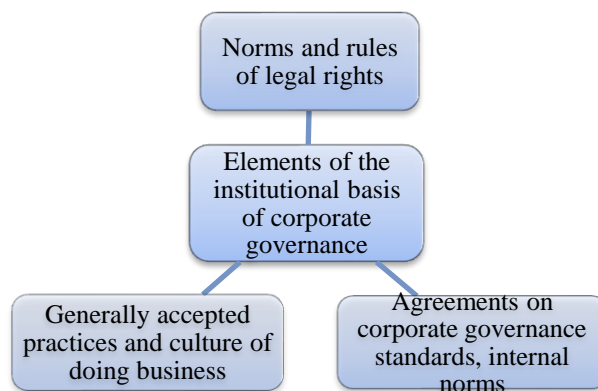 Norms and rules
of legal rights
Elements of the
institutional basis
of corporate
governance
Generally accepted
practices and culture of
doing business
Agreements on
corporate governance
standards, internal
norms